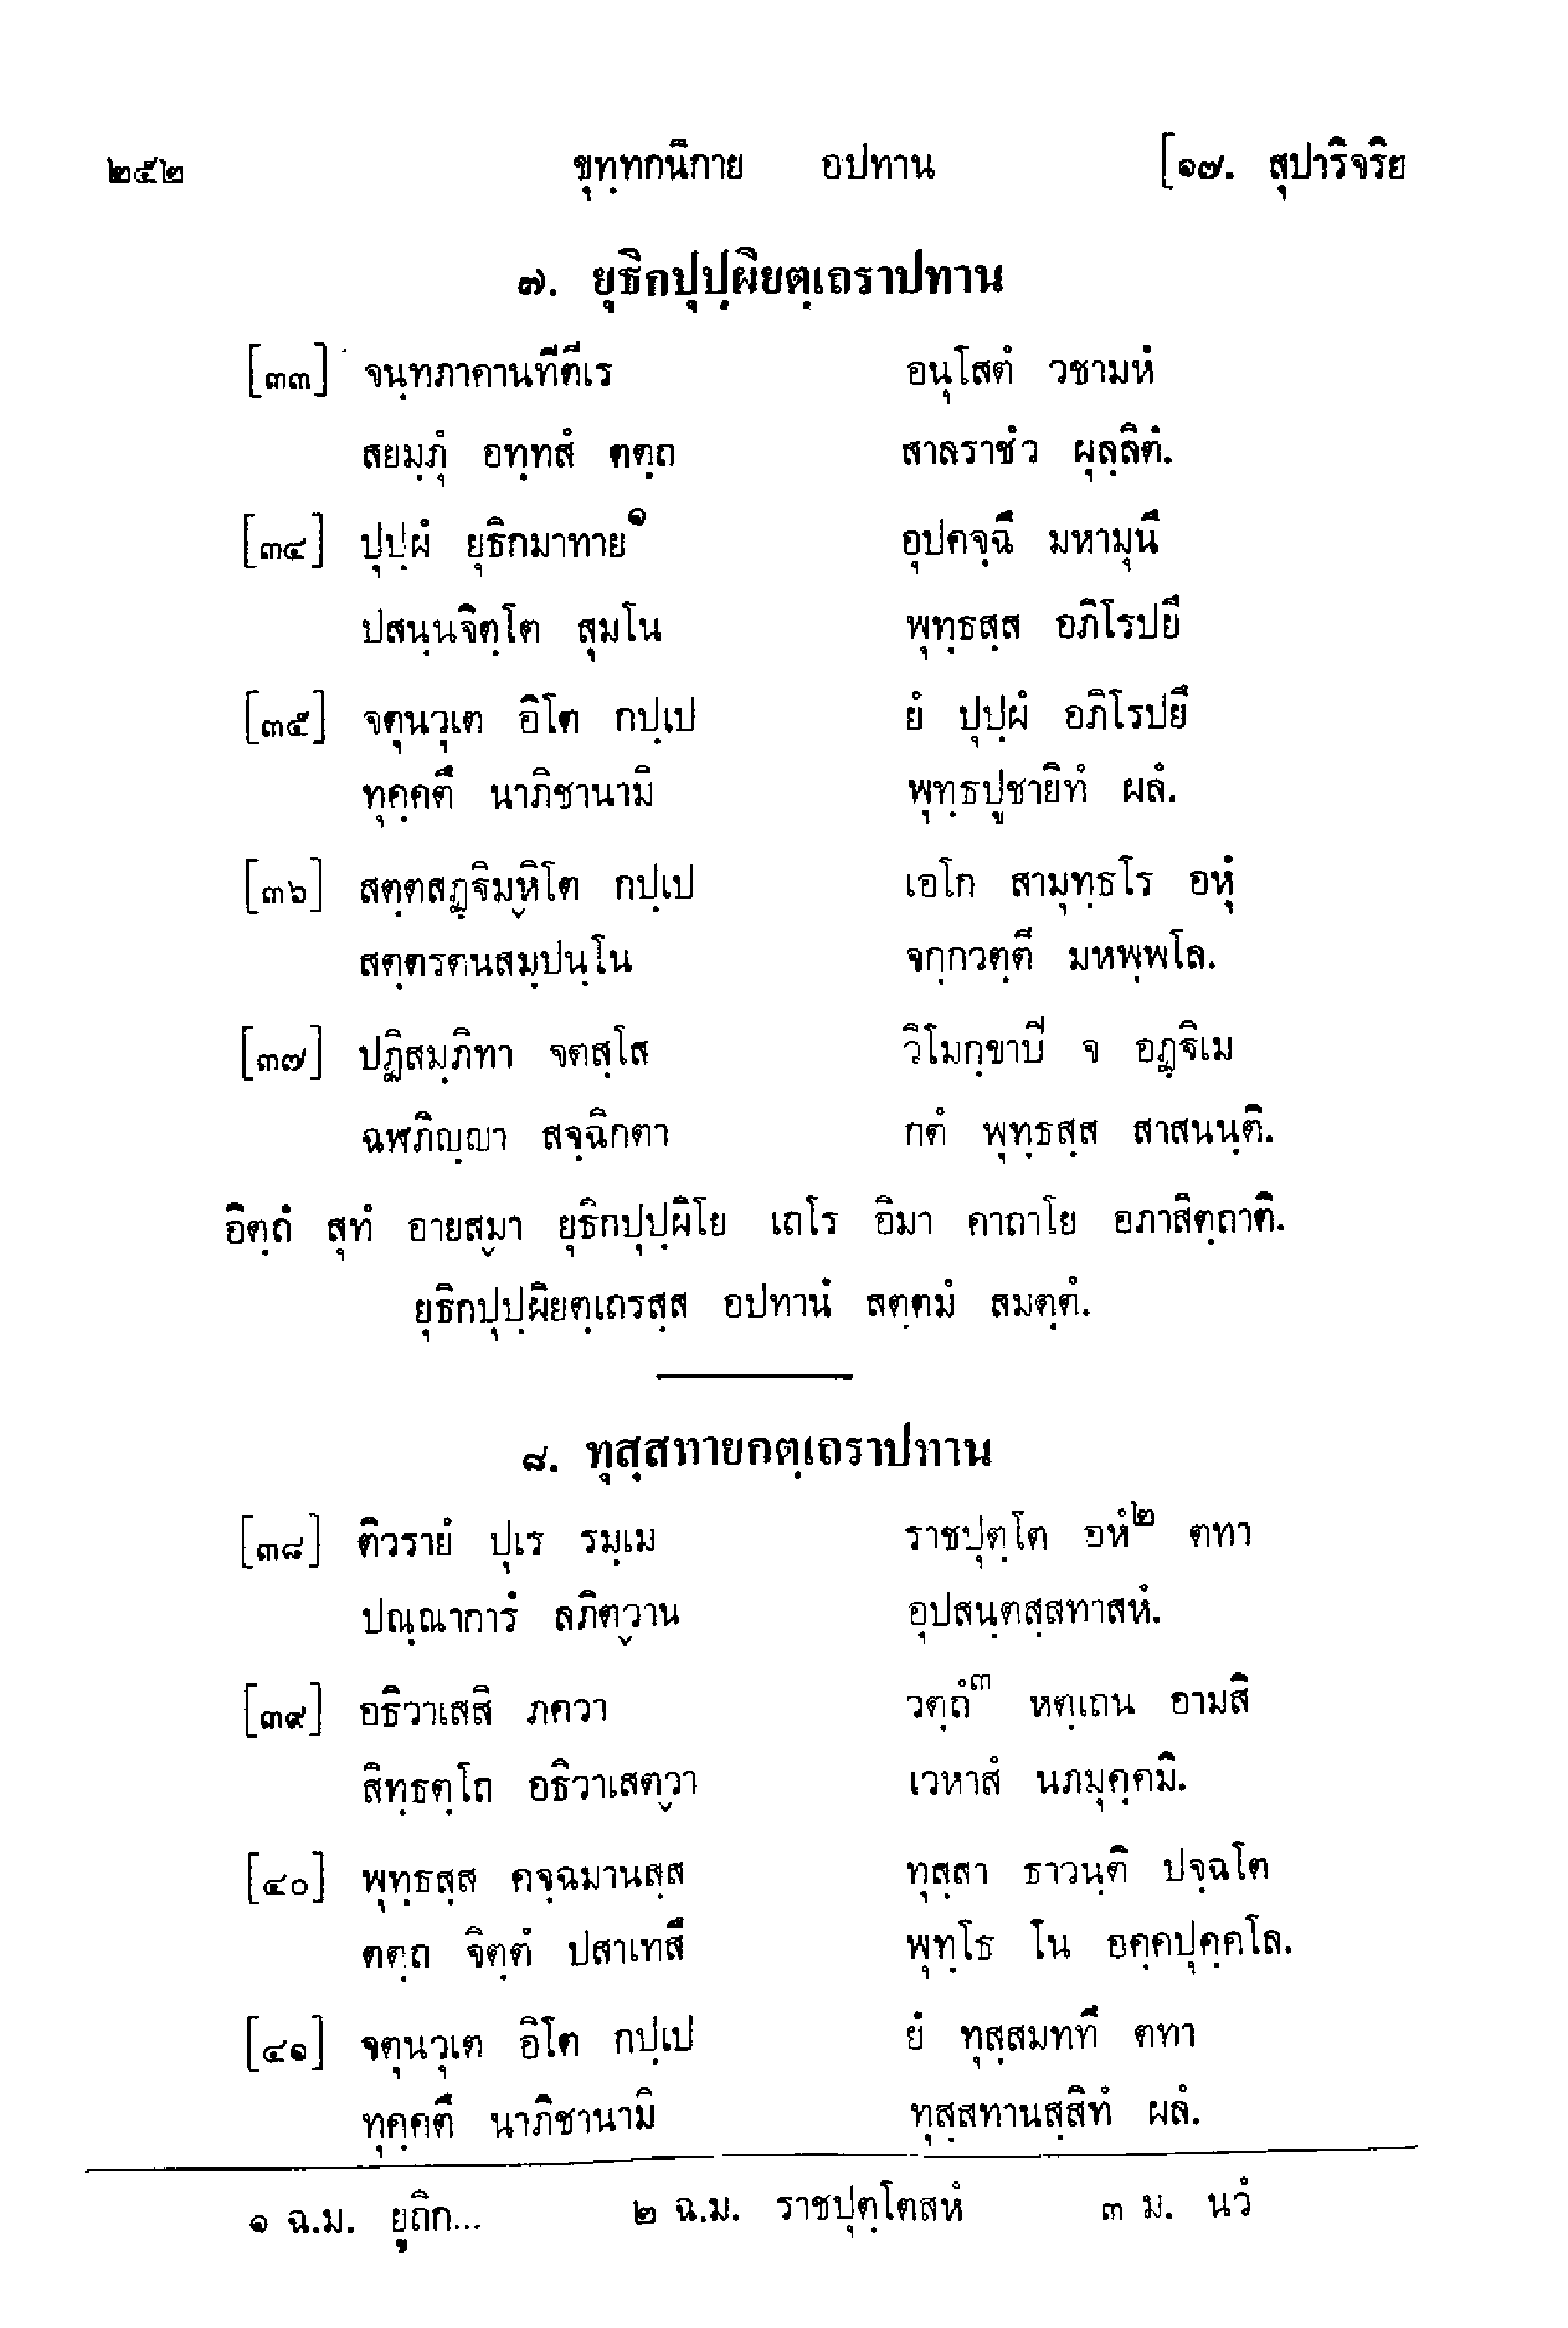 ๒๕๒ ขุทฺทกนิกาย อปทาน [๑๗. สุปาริจริย
๗. ยุธิกปุปฺผิยตฺเถราปทาน
[๓๓] จนฺทภาคานทีตีเร อนุโสตํ วชามหํ
สยมฺภุํ อทฺทสํ ตตฺถ สาลราชํว ผุลฺลิตํ.
[๓๔] ปุปฺผํ ยุธิกมาทาย๑ อุปคจฺฉึ มหามุนึ
ปสนฺนจิตฺโต สุมโน พุทฺธสฺส อภิโรปยึ
[๓๕] จตุนวุเต อิโต กปฺเป ยํ ปุปฺผํ อภิโรปยึ
ทุคฺคตึ นาภิชานามิ พุทฺธปูชายิทํ ผลํ.
[๓๖] สตฺตสฏฺฐิมฺหิโต กปฺเป เอโก สามุทฺธโร อหุํ
สตฺตรตนสมฺปนฺโน จกฺกวตฺตี มหพฺพโล.
[๓๗] ปฏิสมฺภิทา จตสฺโส วิโมกฺขาปี จ อฏฺฐิเม
ฉฬภิญฺญา สจฺฉิกตา กตํ พุทฺธสฺส สาสนนฺติ.
อิตฺถํ สุทํ อายสฺมา ยุธิกปุปฺผิโย เถโร อิมา คาถาโย อภาสิตฺถาติ.
ยุธิกปุปฺผิยตฺเถรสฺส อปทานํ สตฺตมํ สมตฺตํ.
๘. ทุสฺสทายกตฺเถราปทาน
[๓๘] ติวรายํ ปุเร รมฺเม ราชปุตฺโต อหํ๒ ตทา
ปณฺณาการํ ลภิตฺวาน อุปสนฺตสฺสทาสหํ.
[๓๙] อธิวาเสสิ ภควา วตฺถํ๓ หตฺเถน อามสิ
สิทฺธตฺโถ อธิวาเสตฺวา เวหาสํ นภมุคฺคมิ.
[๔๐] พุทฺธสฺส คจฺฉมานสฺส ทุสฺสา ธาวนฺติ ปจฺฉโต
ตตฺถ จิตฺตํ ปสาเทสึ พุทฺโธ โน อคฺคปุคฺคโล.
[๔๑] จตุนวุเต อิโต กปฺเป ยํ ทุสฺสมททึ ตทา
ทุคฺคตึ นาภิชานามิ ทุสฺสทานสฺสิทํ ผลํ.
๑ ฉ.ม. ยูถิก... ๒ ฉ.ม. ราชปุตฺโตสหํ ๓ ม. นวํ